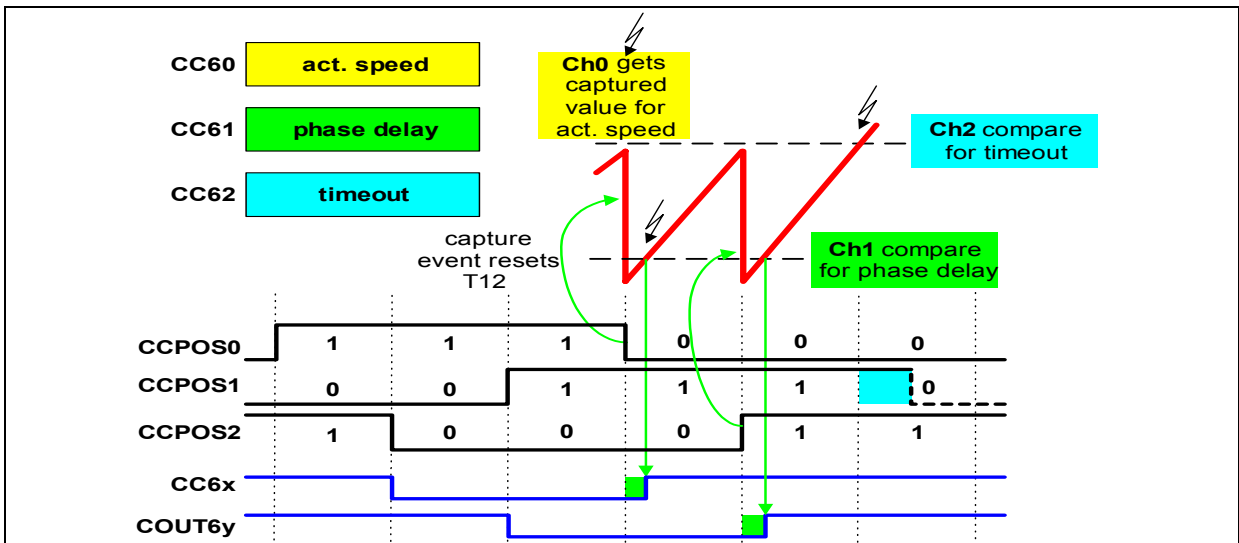 CC60
act. speed
CC61
phase delay
CC62
timeout
Ch0 gets
captured
value for
act. speed
Ch2 compare
for timeout
capture
event resets
T12
Ch1 compare
for phase delay
CCPOS0 1 1 1 0 0 0
CCPOS1 0 0 1 1 1 0
CCPOS2 1 0 0 0 1 1
CC6x
COUT6y